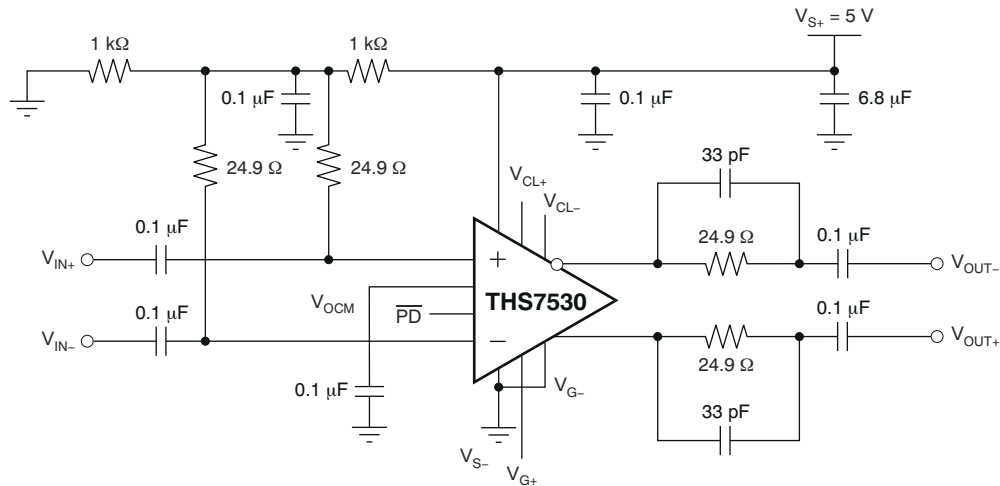 V_S+ = 5 V
1 kΩ
1 kΩ
0.1 µF
0.1 µF
6.8 µF
24.9 Ω
24.9 Ω
33 pF
V_CL+
V_CL−
0.1 µF
24.9 Ω
0.1 µF
V_IN+
+
V_OUT−
V_OCM
THS7530
P̅D̅
0.1 µF
0.1 µF
V_IN−
−
V_OUT+
24.9 Ω
0.1 µF
V_G−
33 pF
V_S−
V_G+